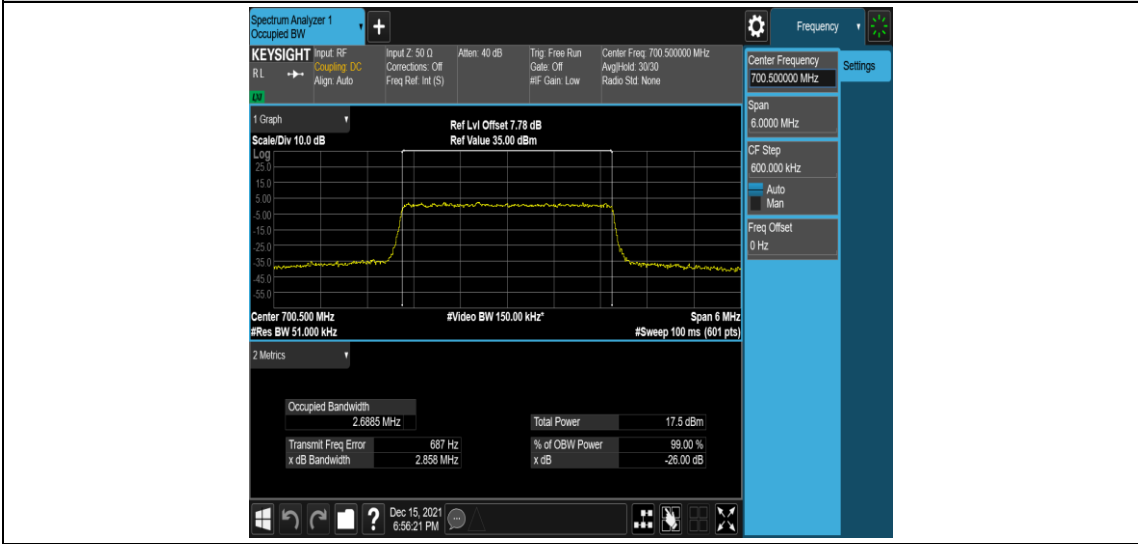 Spectrum Analyzer 1
Occupied BW
+
Frequency
KEYSIGHT Input: RF Input Z: 50 Ω Atten: 40 dB Trig: Free Run Center Freq: 700.500000 MHz
RL Coupling: DC Corrections: Off Gate: Off Avg|Hold: 30/30
Align: Auto Freq Ref: Int (S) #IF Gain: Low Radio Std: None
Center Frequency
700.500000 MHz
Settings
Span
6.0000 MHz
CF Step
600.000 kHz
Auto
Man
Freq Offset
0 Hz
1 Graph
Ref Lvl Offset 7.78 dB
Scale/Div 10.0 dB Ref Value 35.00 dBm
Log
25.0
15.0
5.00
-5.00
-15.0
-25.0
-35.0
-45.0
-55.0
Center 700.500 MHz #Video BW 150.00 kHz* Span 6 MHz
#Res BW 51.000 kHz #Sweep 100 ms (601 pts)
2 Metrics
Occupied Bandwidth
2.6885 MHz Total Power 17.5 dBm
Transmit Freq Error 687 Hz % of OBW Power 99.00 %
x dB Bandwidth 2.858 MHz x dB -26.00 dB
? Dec 15, 2021
6:56:21 PM